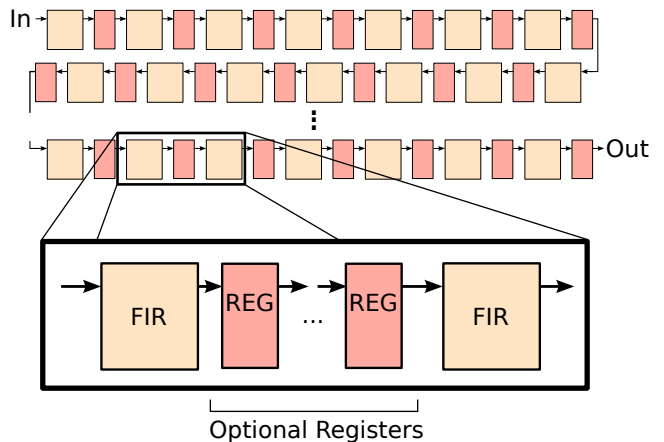 In
Out
FIR REG ... REG FIR
Optional Registers